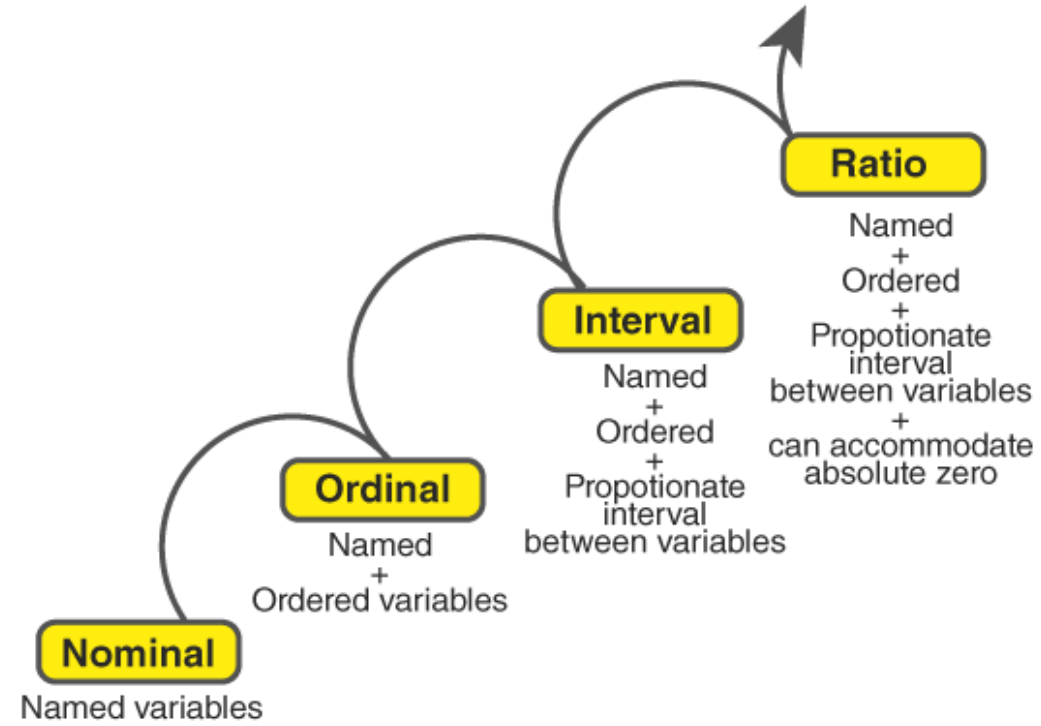 Nominal
Named variables
Ordinal
Named
+
Ordered variables
Interval
Named
+
Ordered
+
Propotionate
interval
between variables
Ratio
Named
+
Ordered
+
Propotionate
interval
between variables
+
can accommodate
absolute zero